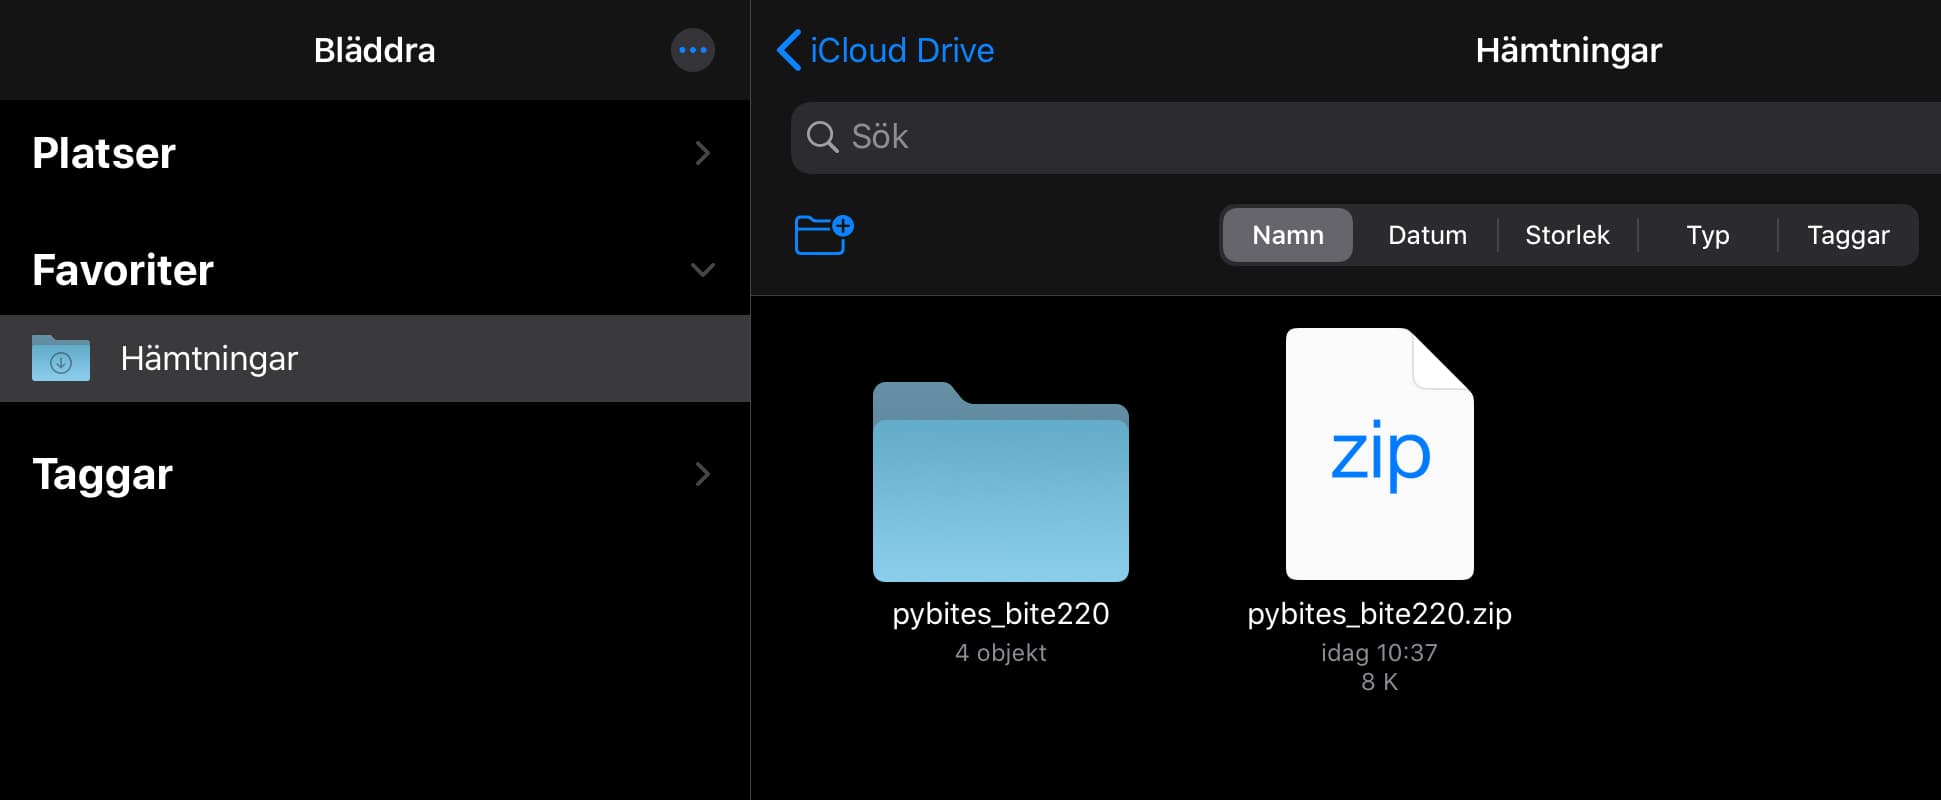 Bläddra
Platser
Favoriter
Hämtningar
Taggar
iCloud Drive
Hämtningar
Sök
Namn Datum Storlek Typ Taggar
zip
pybites_bite220
4 objekt
pybites_bite220.zip
idag 10:37
8 K